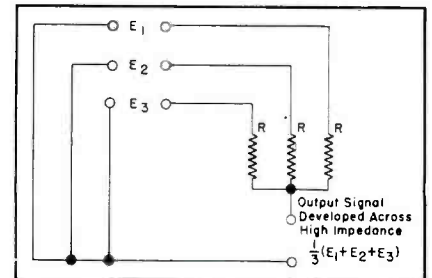 E1
E2
E3
R R R
Output Signal
Developed Across
High Impedance
1/3(E1+E2+E3)